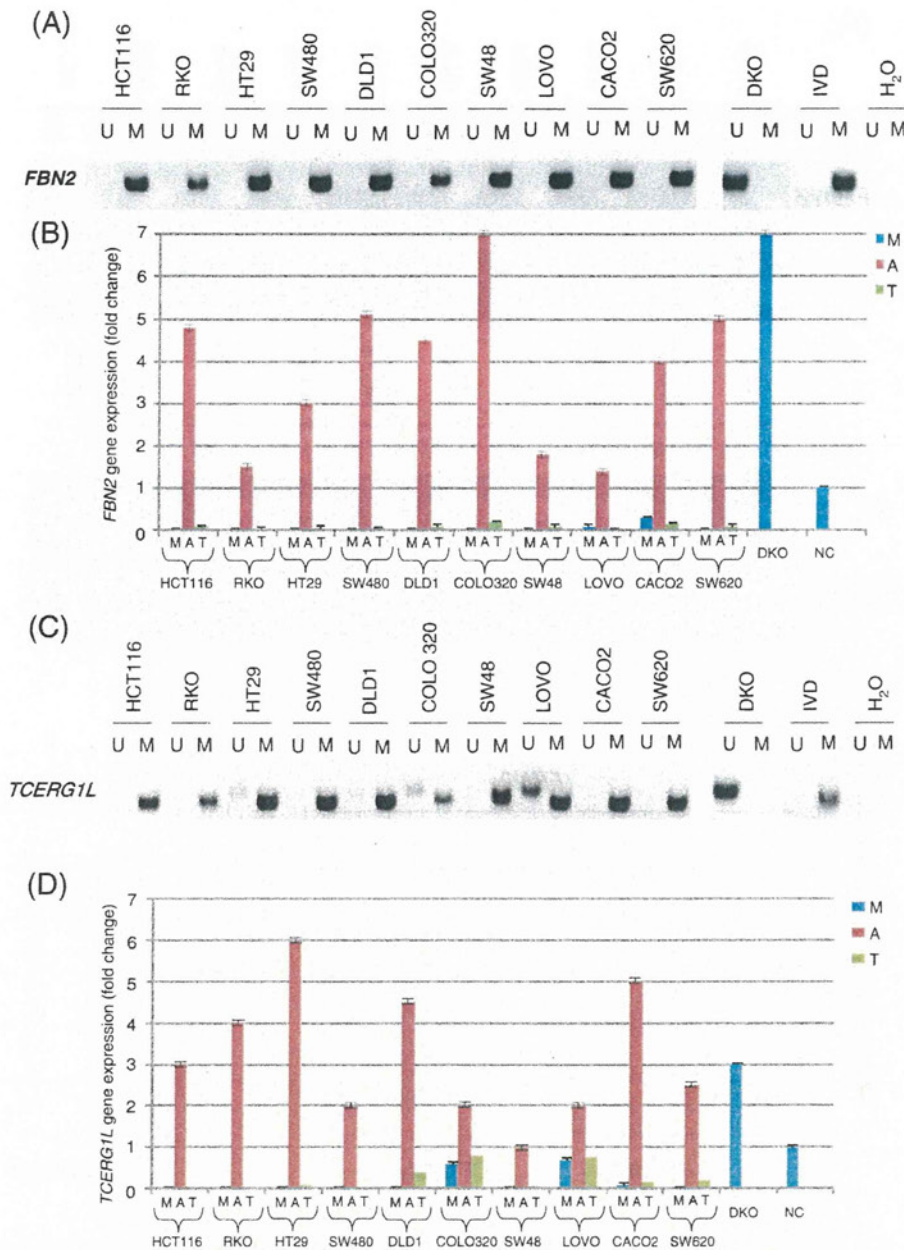 (A)
HCT116 RKO HT29 SW480 DLD1 COLO320 SW48 LOVO CACO2 SW620 DKO IVD H2O
U M U M U M U M U M U M U M U M U M U M U M U M U M
FBN2
(B)
FBN2 gene expression (fold change)
7
6
5
4
3
2
1
0
M
A
T
M A T M A T M A T M A T M A T M A T M A T M A T M A T M A T DKO NC
HCT116 RKO HT29 SW480 DLD1 COLO320 SW48 LOVO CACO2 SW620
(C)
HCT116 RKO HT29 SW480 DLD1 COLO 320 SW48 LOVO CACO2 SW620 DKO IVD H2O
U M U M U M U M U M U M U M U M U M U M U M U M U M
TCERG1L
(D)
TCERG1L gene expression (fold change)
7
6
5
4
3
2
1
0
M
A
T
M A T M A T M A T M A T M A T M A T M A T M A T M A T M A T DKO NC
HCT116 RKO HT29 SW480 DLD1 COLO320 SW48 LOVO CACO2 SW620